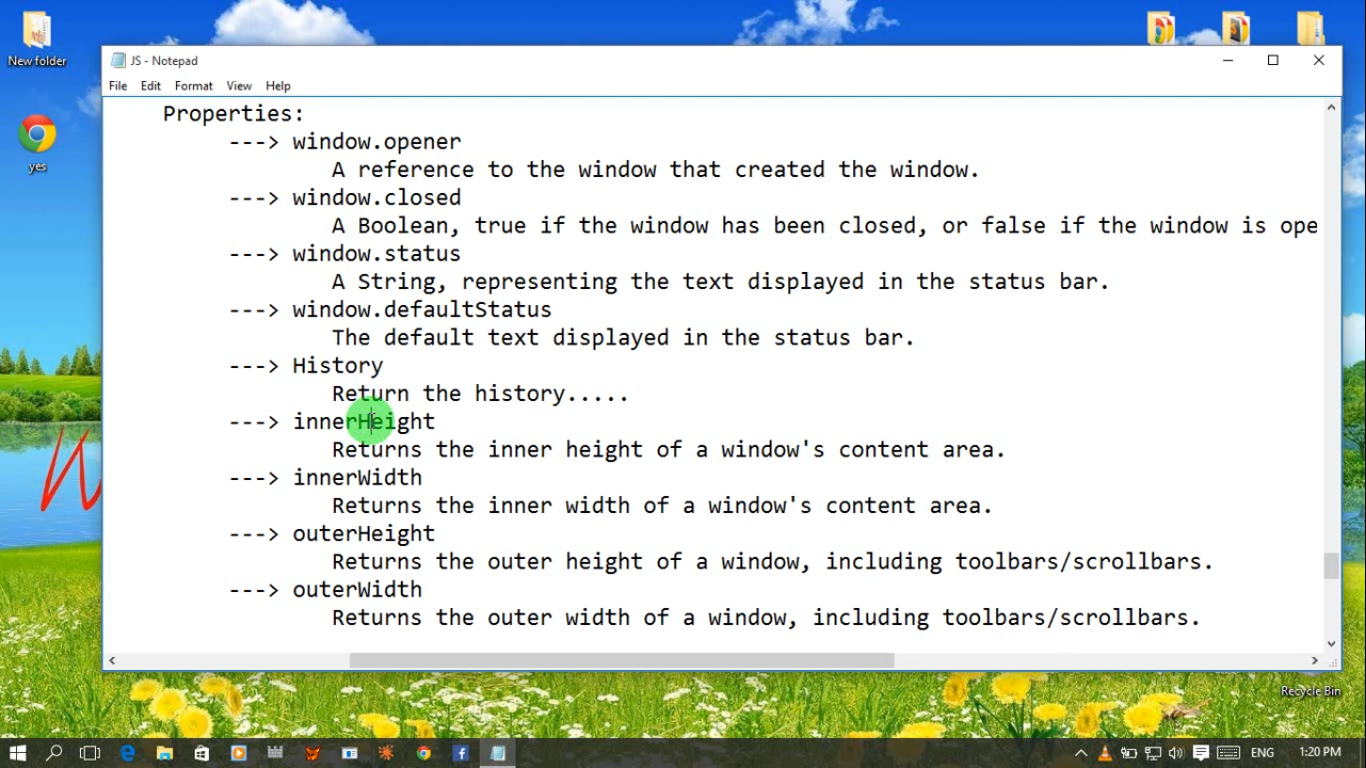 New folder
JS - Notepad
File Edit Format View Help
yes
Properties:
---> window.opener
A reference to the window that created the window.
---> window.closed
A Boolean, true if the window has been closed, or false if the window is ope
---> window.status
A String, representing the text displayed in the status bar.
---> window.defaultStatus
The default text displayed in the status bar.
---> History
Return the history.....
---> innerHeight
Returns the inner height of a window's content area.
---> innerWidth
Returns the inner width of a window's content area.
---> outerHeight
Returns the outer height of a window, including toolbars/scrollbars.
---> outerWidth
Returns the outer width of a window, including toolbars/scrollbars.
Recycle Bin
ENG 1:20 PM